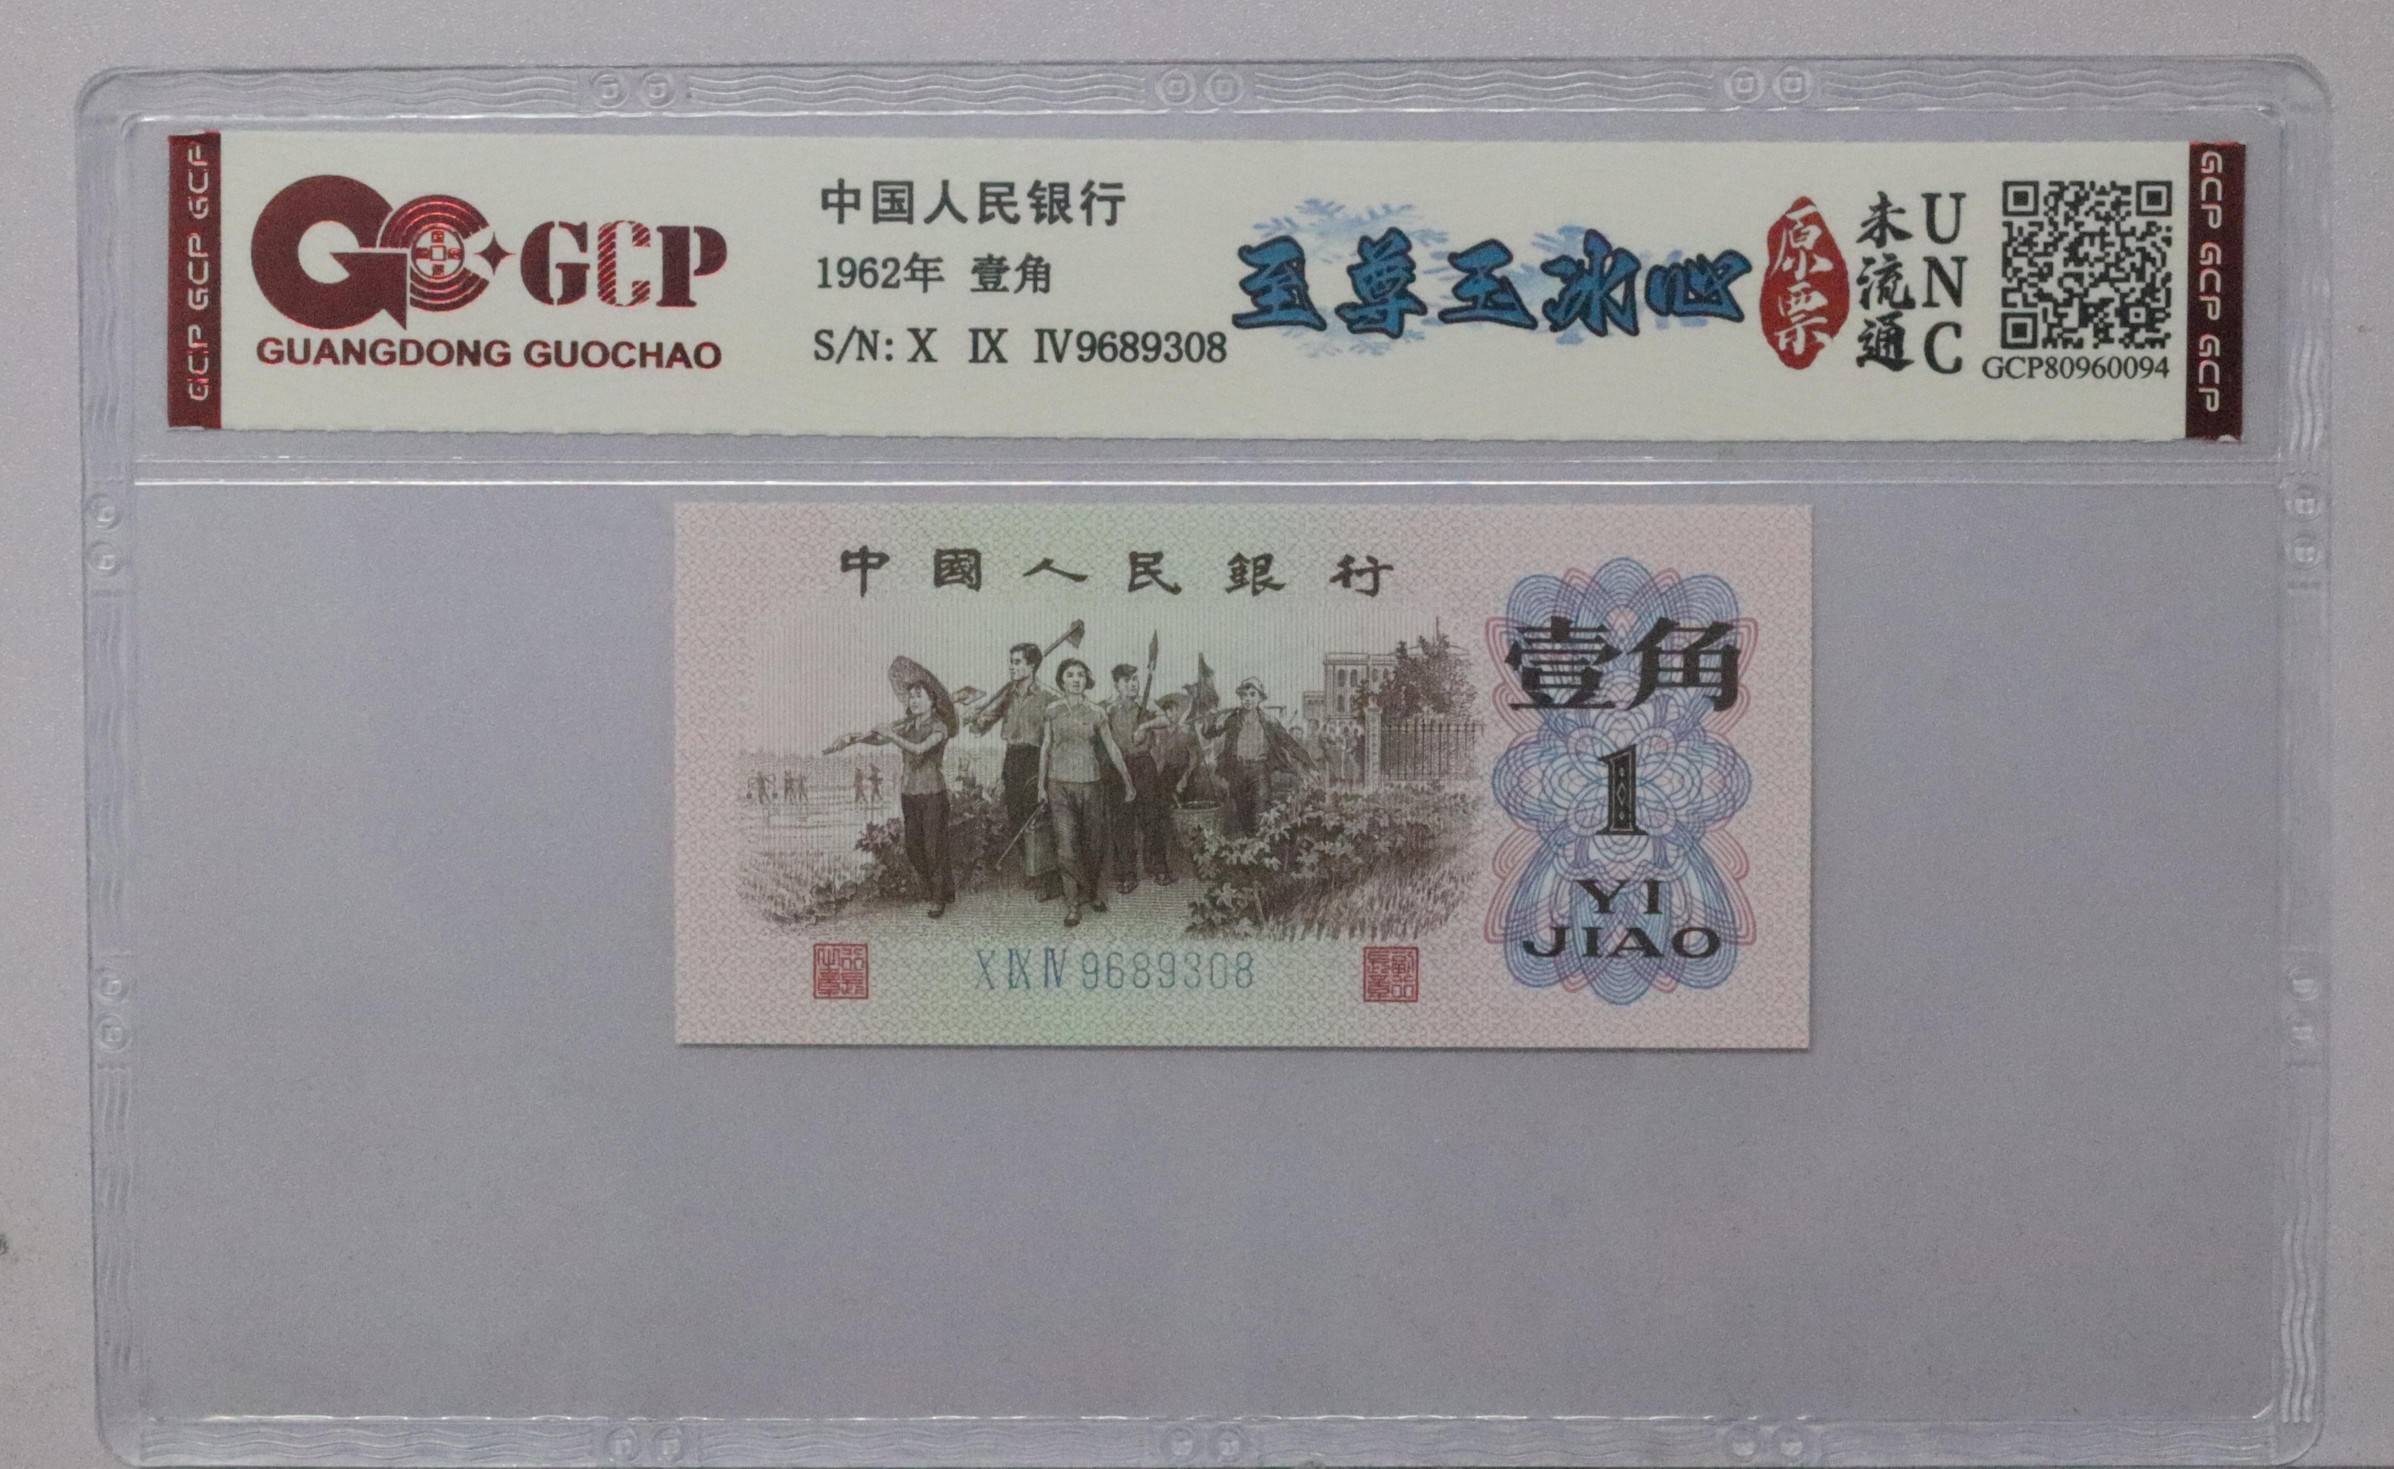 GCP GCP GCP
GCP
GUANGDONG GUOCHAO
中国人民银行
1962年 壹角
S/N: X IX IV9689308
至尊玉冰心
原票
未流通
UNC
GCP80960094
GCP GCP GCP
中國人民銀行
壹角
1
YI
JIAO
X IX IV 9689308